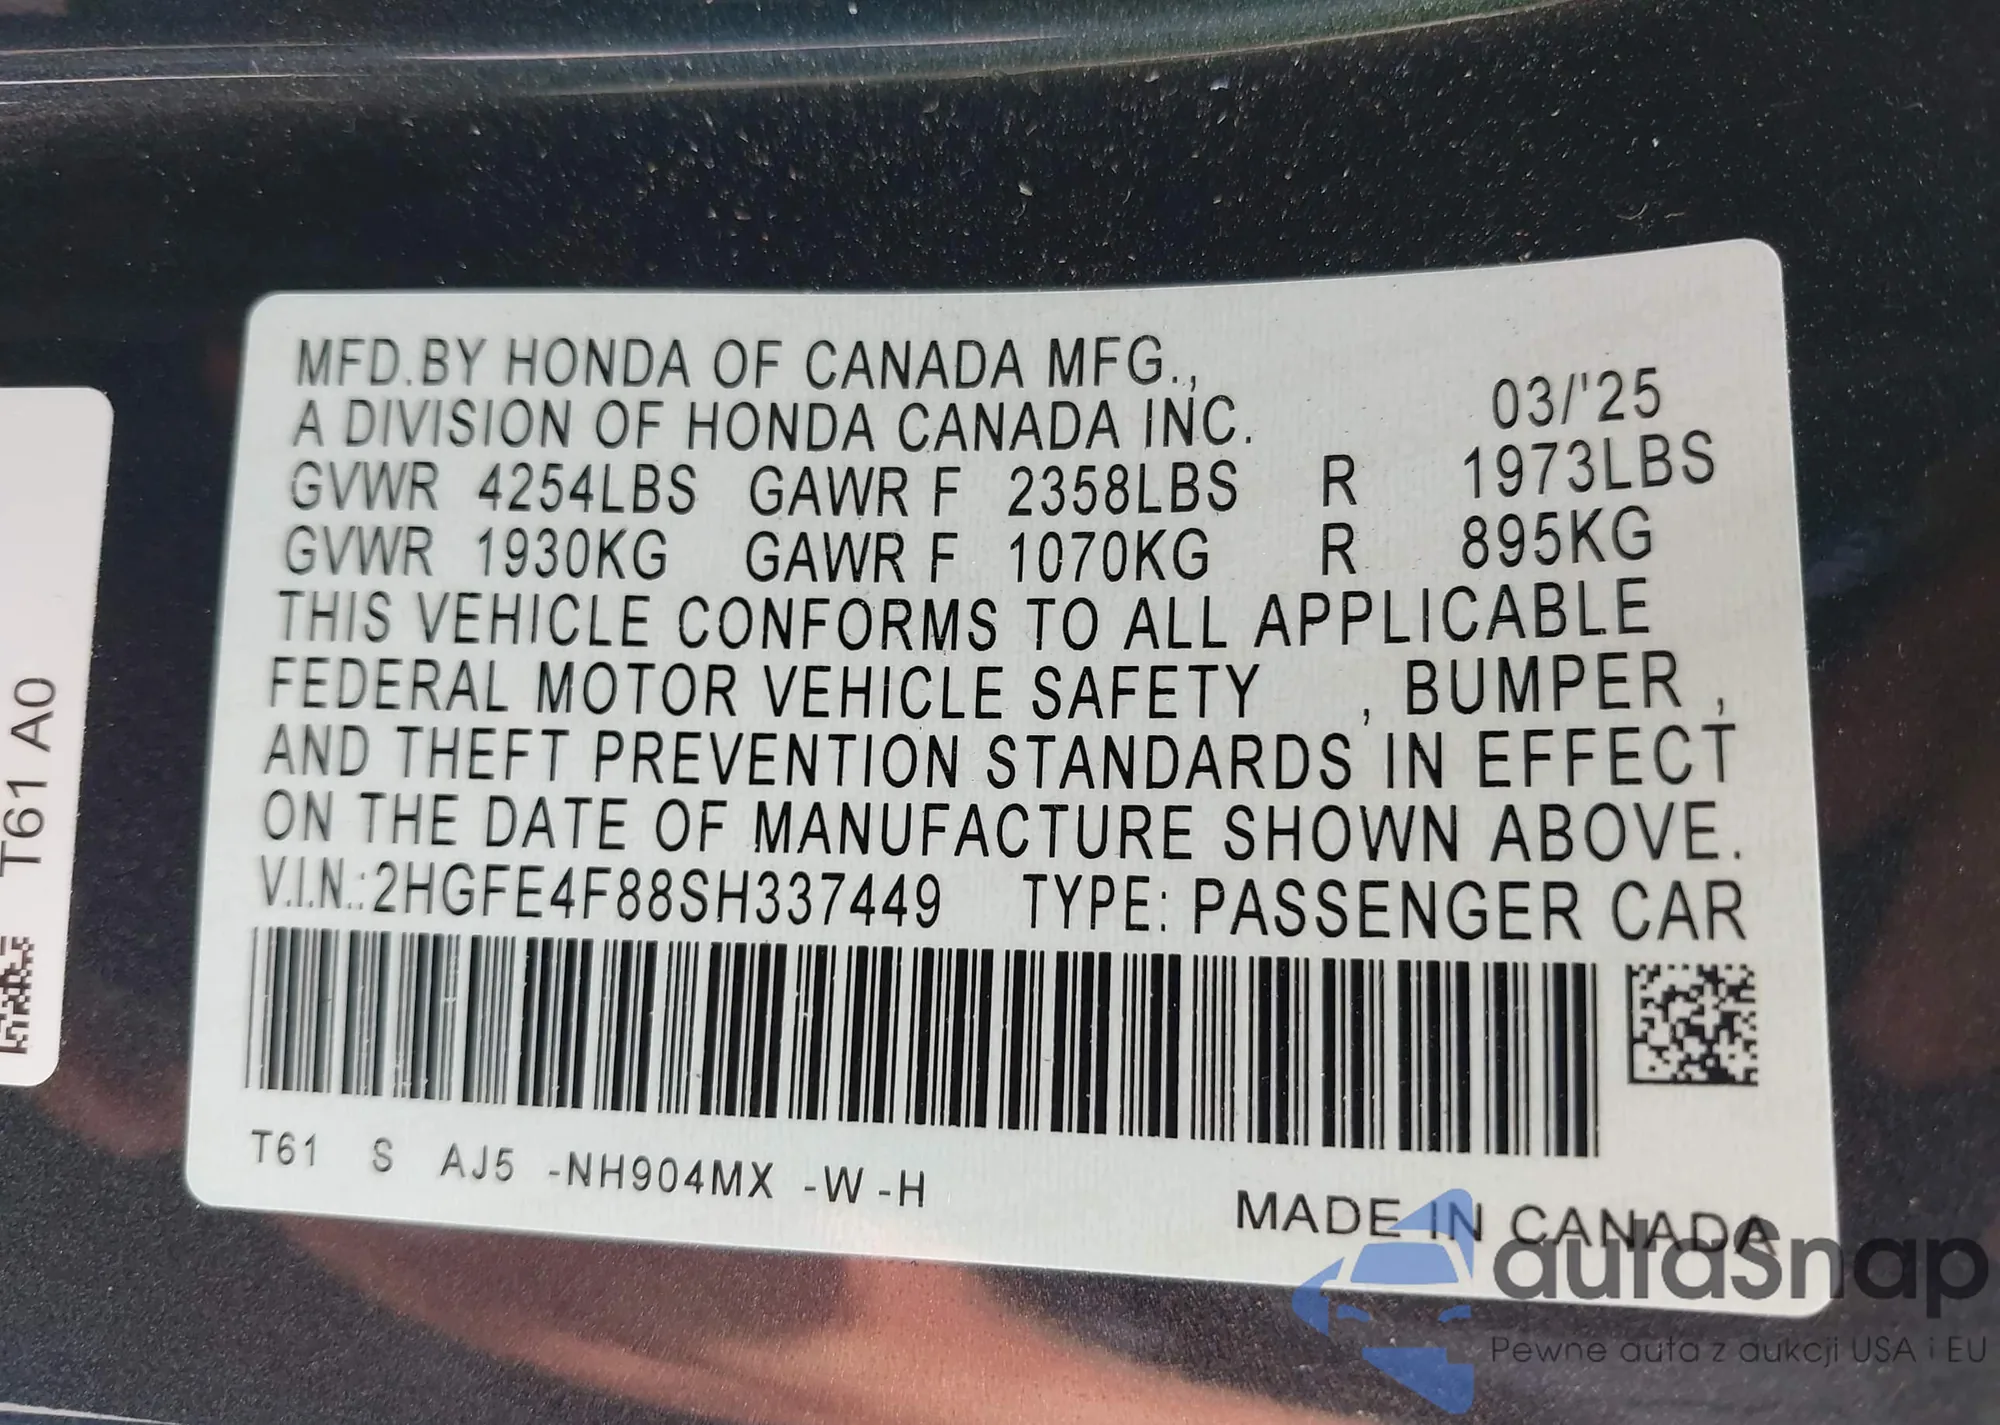 MFD.BY HONDA OF CANADA MFG.,
A DIVISION OF HONDA CANADA INC. 03/'25
GVWR 4254LBS GAWR F 2358LBS R 1973LBS
GVWR 1930KG GAWR F 1070KG R 895KG
THIS VEHICLE CONFORMS TO ALL APPLICABLE
FEDERAL MOTOR VEHICLE SAFETY , BUMPER ,
AND THEFT PREVENTION STANDARDS IN EFFECT
ON THE DATE OF MANUFACTURE SHOWN ABOVE.
V.I.N.:2HGFE4F88SH337449 TYPE: PASSENGER CAR
T61 S AJ5 -NH904MX -W -H
MADE IN CANADA
T61 A0
autaSnap
Pewne auta z aukcji USA i EU